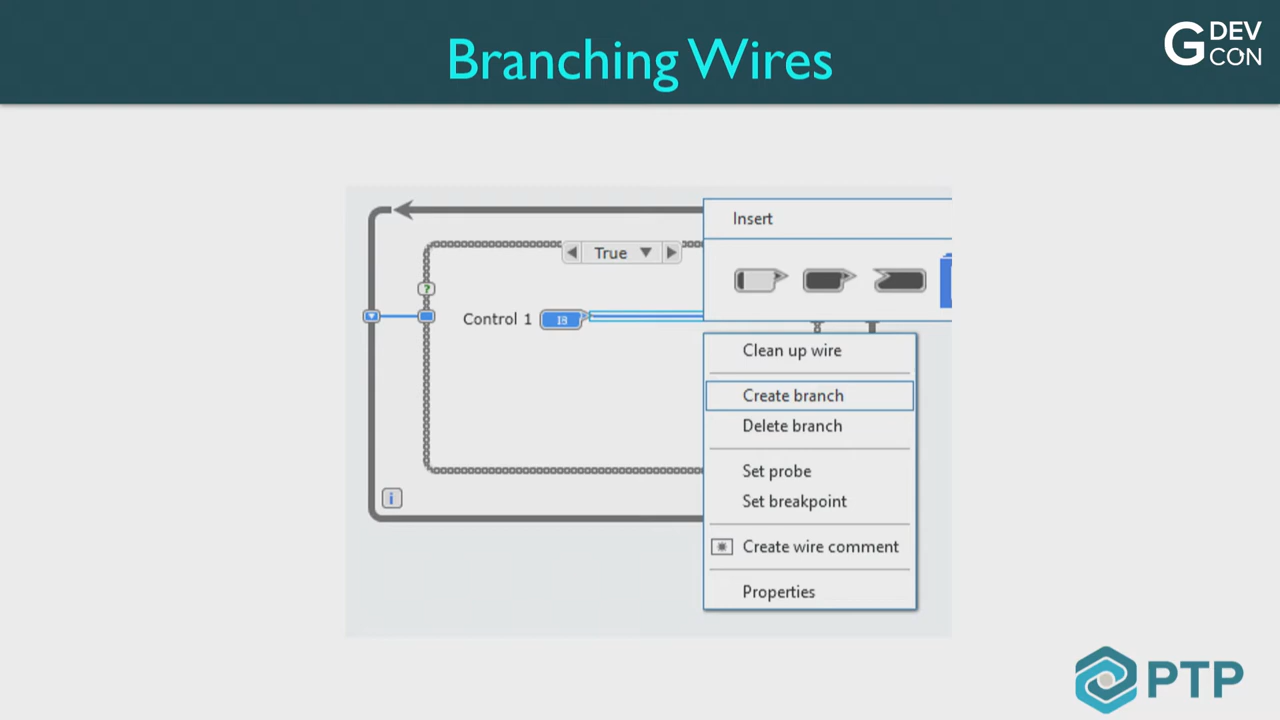 Branching Wires
G DEV
CON
Insert
True
?
Control 1
I8
Clean up wire
Create branch
Delete branch
Set probe
Set breakpoint
i
Create wire comment
Properties
PTP